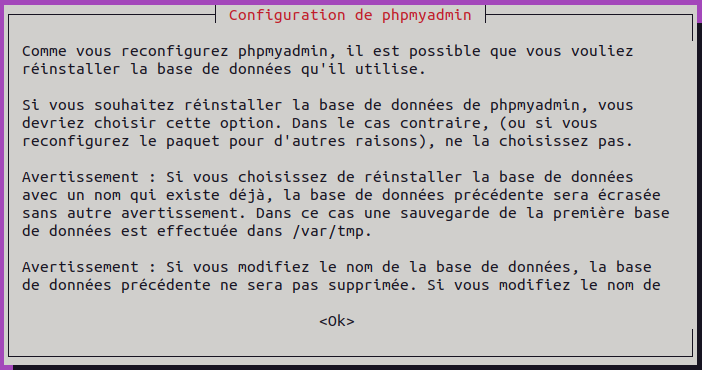 Configuration de phpmyadmin
Comme vous reconfigurez phpmyadmin, il est possible que vous vouliez
réinstaller la base de données qu'il utilise.
Si vous souhaitez réinstaller la base de données de phpmyadmin, vous
devriez choisir cette option. Dans le cas contraire, (ou si vous
reconfigurez le paquet pour d'autres raisons), ne la choisissez pas.
Avertissement : Si vous choisissez de réinstaller la base de données
avec un nom qui existe déjà, la base de données précédente sera écrasée
sans autre avertissement. Dans ce cas une sauvegarde de la première base
de données est effectuée dans /var/tmp.
Avertissement : Si vous modifiez le nom de la base de données, la base
de données précédente ne sera pas supprimée. Si vous modifiez le nom de
<Ok>